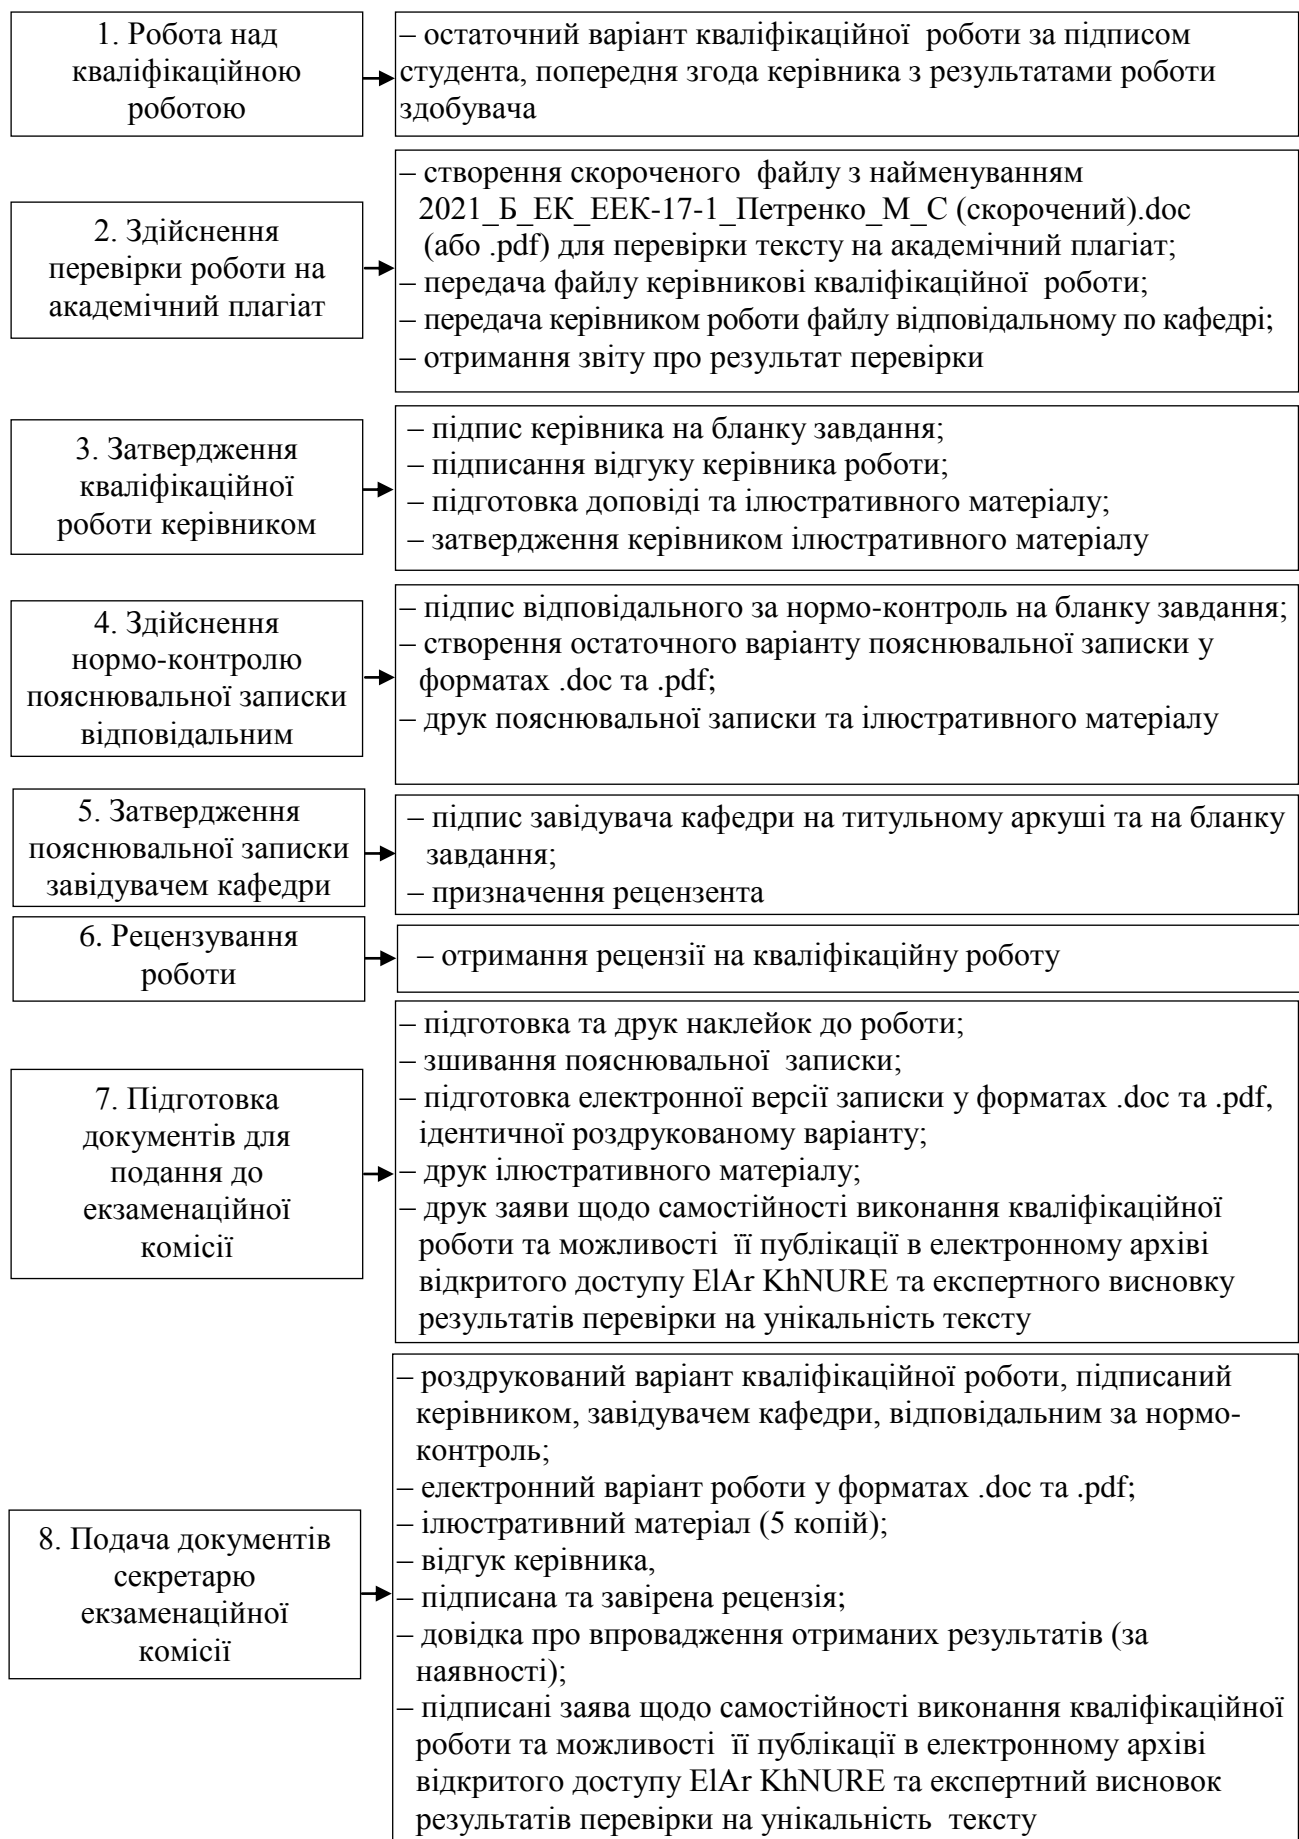 1. Робота над
кваліфікаційною
роботою
– остаточний варіант кваліфікаційної роботи за підписом
студента, попередня згода керівника з результатами роботи
здобувача
2. Здійснення
перевірки роботи на
академічний плагіат
– створення скороченого файлу з найменуванням
2021_Б_ЕК_ЕЕК-17-1_Петренко_М_С (скорочений).doc
(або .pdf) для перевірки тексту на академічний плагіат;
– передача файлу керівникові кваліфікаційної роботи;
– передача керівником роботи файлу відповідальному по кафедрі;
– отримання звіту про результат перевірки
3. Затвердження
кваліфікаційної
роботи керівником
– підпис керівника на бланку завдання;
– підписання відгуку керівника роботи;
– підготовка доповіді та ілюстративного матеріалу;
– затвердження керівником ілюстративного матеріалу
4. Здійснення
нормо-контролю
пояснювальної записки
відповідальним
– підпис відповідального за нормо-контроль на бланку завдання;
– створення остаточного варіанту пояснювальної записки у
форматах .doc та .pdf;
– друк пояснювальної записки та ілюстративного матеріалу
5. Затвердження
пояснювальної записки
завідувачем кафедри
– підпис завідувача кафедри на титульному аркуші та на бланку
завдання;
– призначення рецензента
6. Рецензування
роботи
– отримання рецензії на кваліфікаційну роботу
7. Підготовка
документів для
подання до
екзаменаційної
комісії
– підготовка та друк наклейок до роботи;
– зшивання пояснювальної записки;
– підготовка електронної версії записки у форматах .doc та .pdf,
ідентичної роздрукованому варіанту;
– друк ілюстративного матеріалу;
– друк заяви щодо самостійності виконання кваліфікаційної
роботи та можливості її публікації в електронному архіві
відкритого доступу ElAr KhNURE та експертного висновку
результатів перевірки на унікальність тексту
8. Подача документів
секретарю
екзаменаційної
комісії
– роздрукований варіант кваліфікаційної роботи, підписаний
керівником, завідувачем кафедри, відповідальним за нормо-
контроль;
– електронний варіант роботи у форматах .doc та .pdf;
– ілюстративний матеріал (5 копій);
– відгук керівника,
– підписана та завірена рецензія;
– довідка про впровадження отриманих результатів (за
наявності);
– підписані заява щодо самостійності виконання кваліфікаційної
роботи та можливості її публікації в електронному архіві
відкритого доступу ElAr KhNURE та експертний висновок
результатів перевірки на унікальність тексту